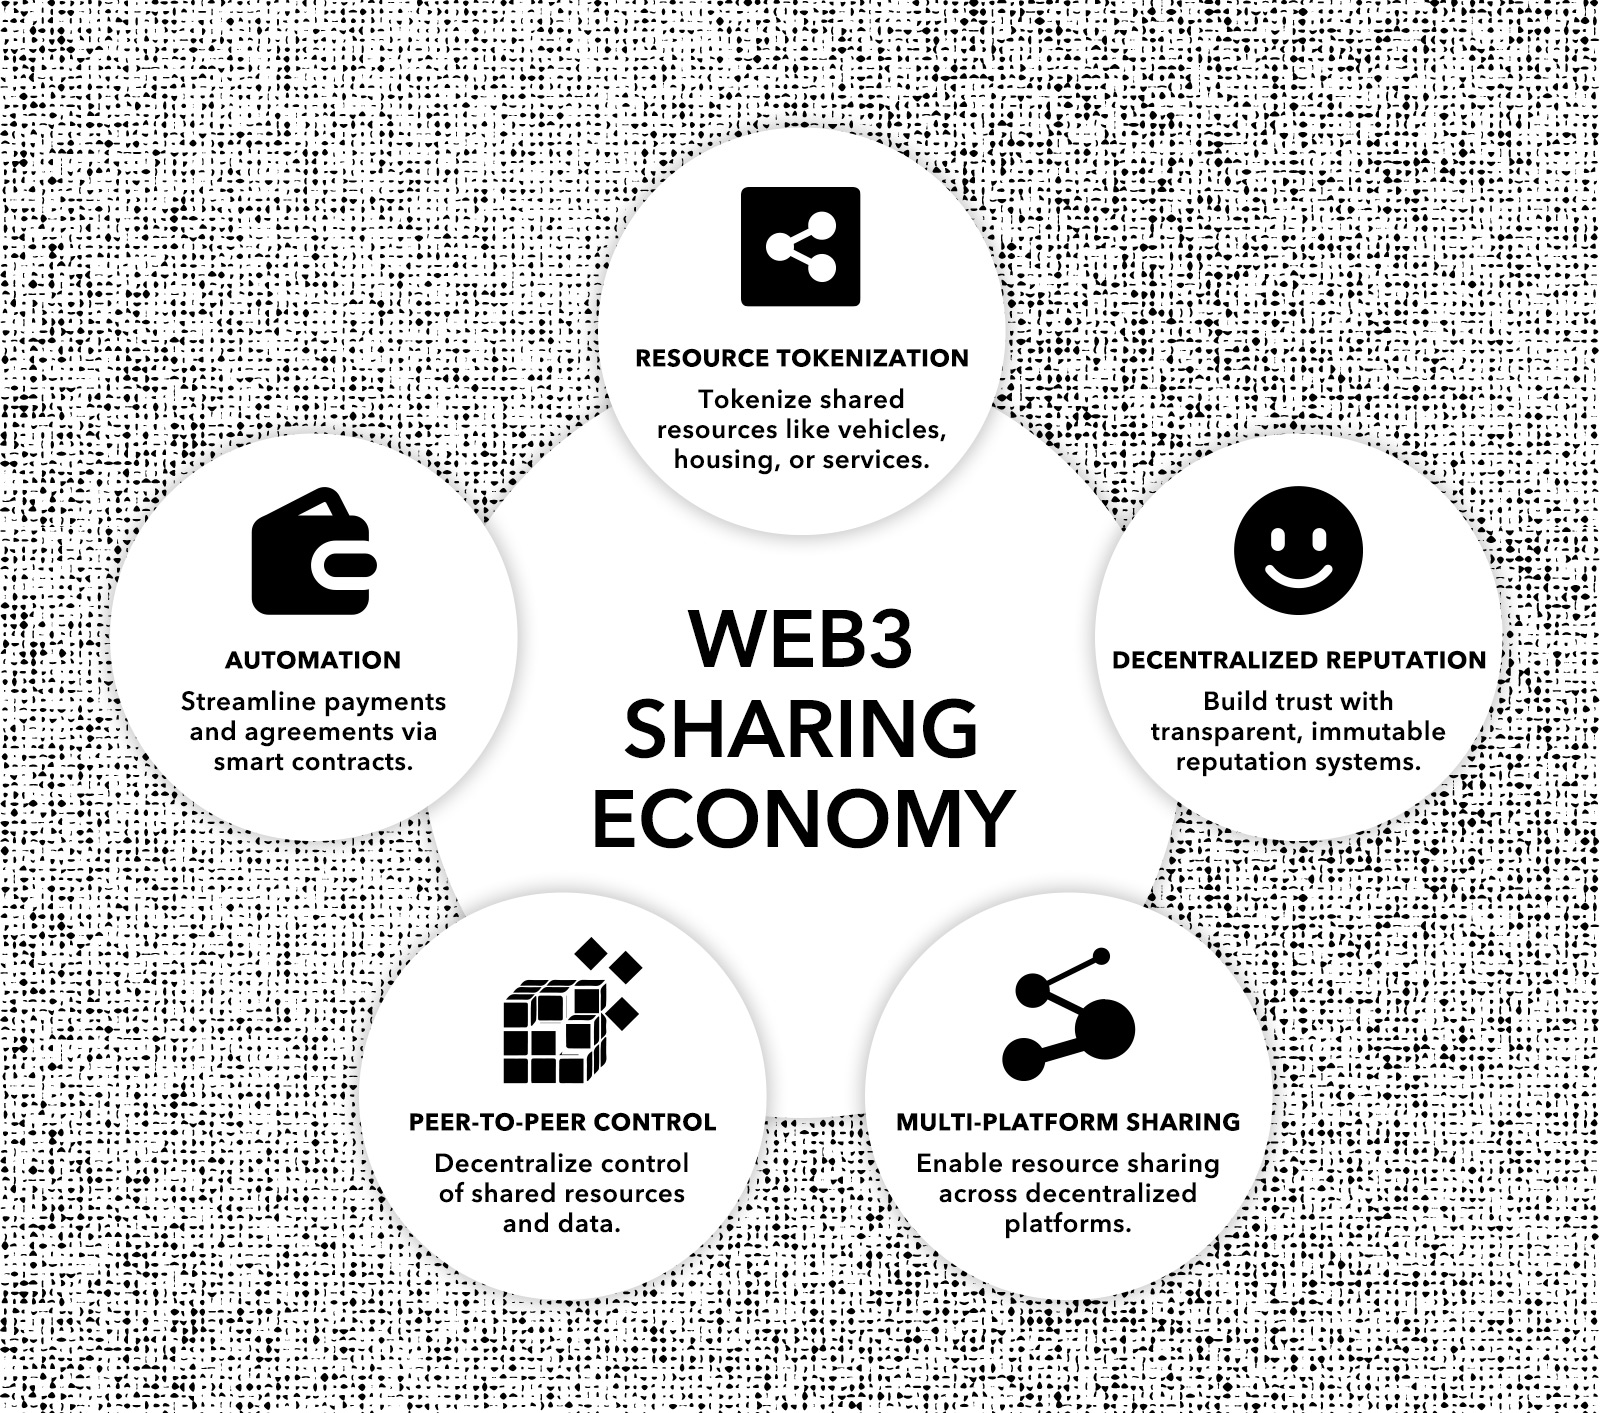 RESOURCE TOKENIZATION
Tokenize shared
resources like vehicles,
housing, or services.
AUTOMATION
Streamline payments
and agreements via
smart contracts.
WEB3
SHARING
ECONOMY
DECENTRALIZED REPUTATION
Build trust with
transparent, immutable
reputation systems.
PEER-TO-PEER CONTROL
Decentralize control
of shared resources
and data.
MULTI-PLATFORM SHARING
Enable resource sharing
across decentralized
platforms.